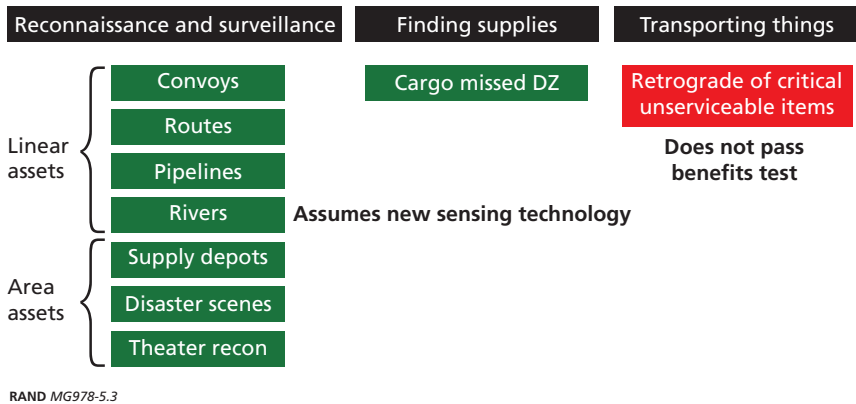 Reconnaissance and surveillance
Finding supplies
Transporting things
Linear
assets
Convoys
Routes
Pipelines
Rivers
Assumes new sensing technology
Area
assets
Supply depots
Disaster scenes
Theater recon
Cargo missed DZ
Retrograde of critical
unserviceable items
Does not pass
benefits test
RAND MG978-5.3